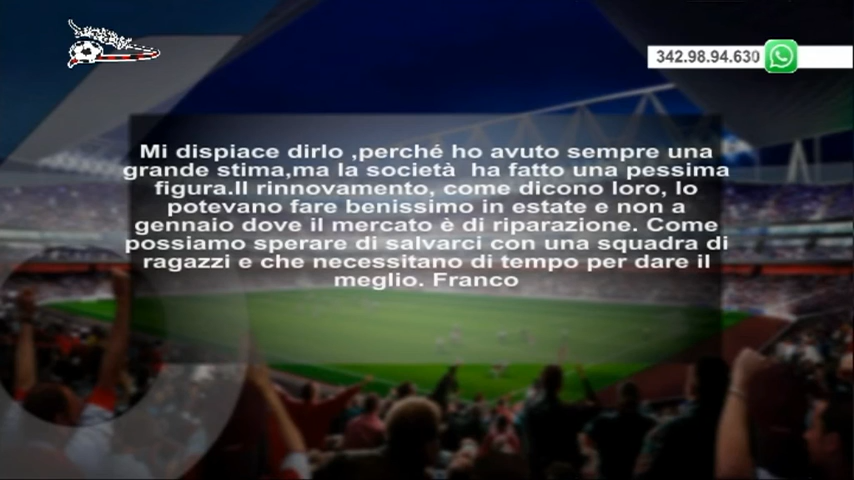 342.98.94.630
Mi dispiace dirlo ,perché ho avuto sempre una
grande stima,ma la società ha fatto una pessima
figura.Il rinnovamento, come dicono loro, lo
potevano fare benissimo in estate e non a
gennaio dove il mercato è di riparazione. Come
possiamo sperare di salvarci con una squadra di
ragazzi e che necessitano di tempo per dare il
meglio. Franco